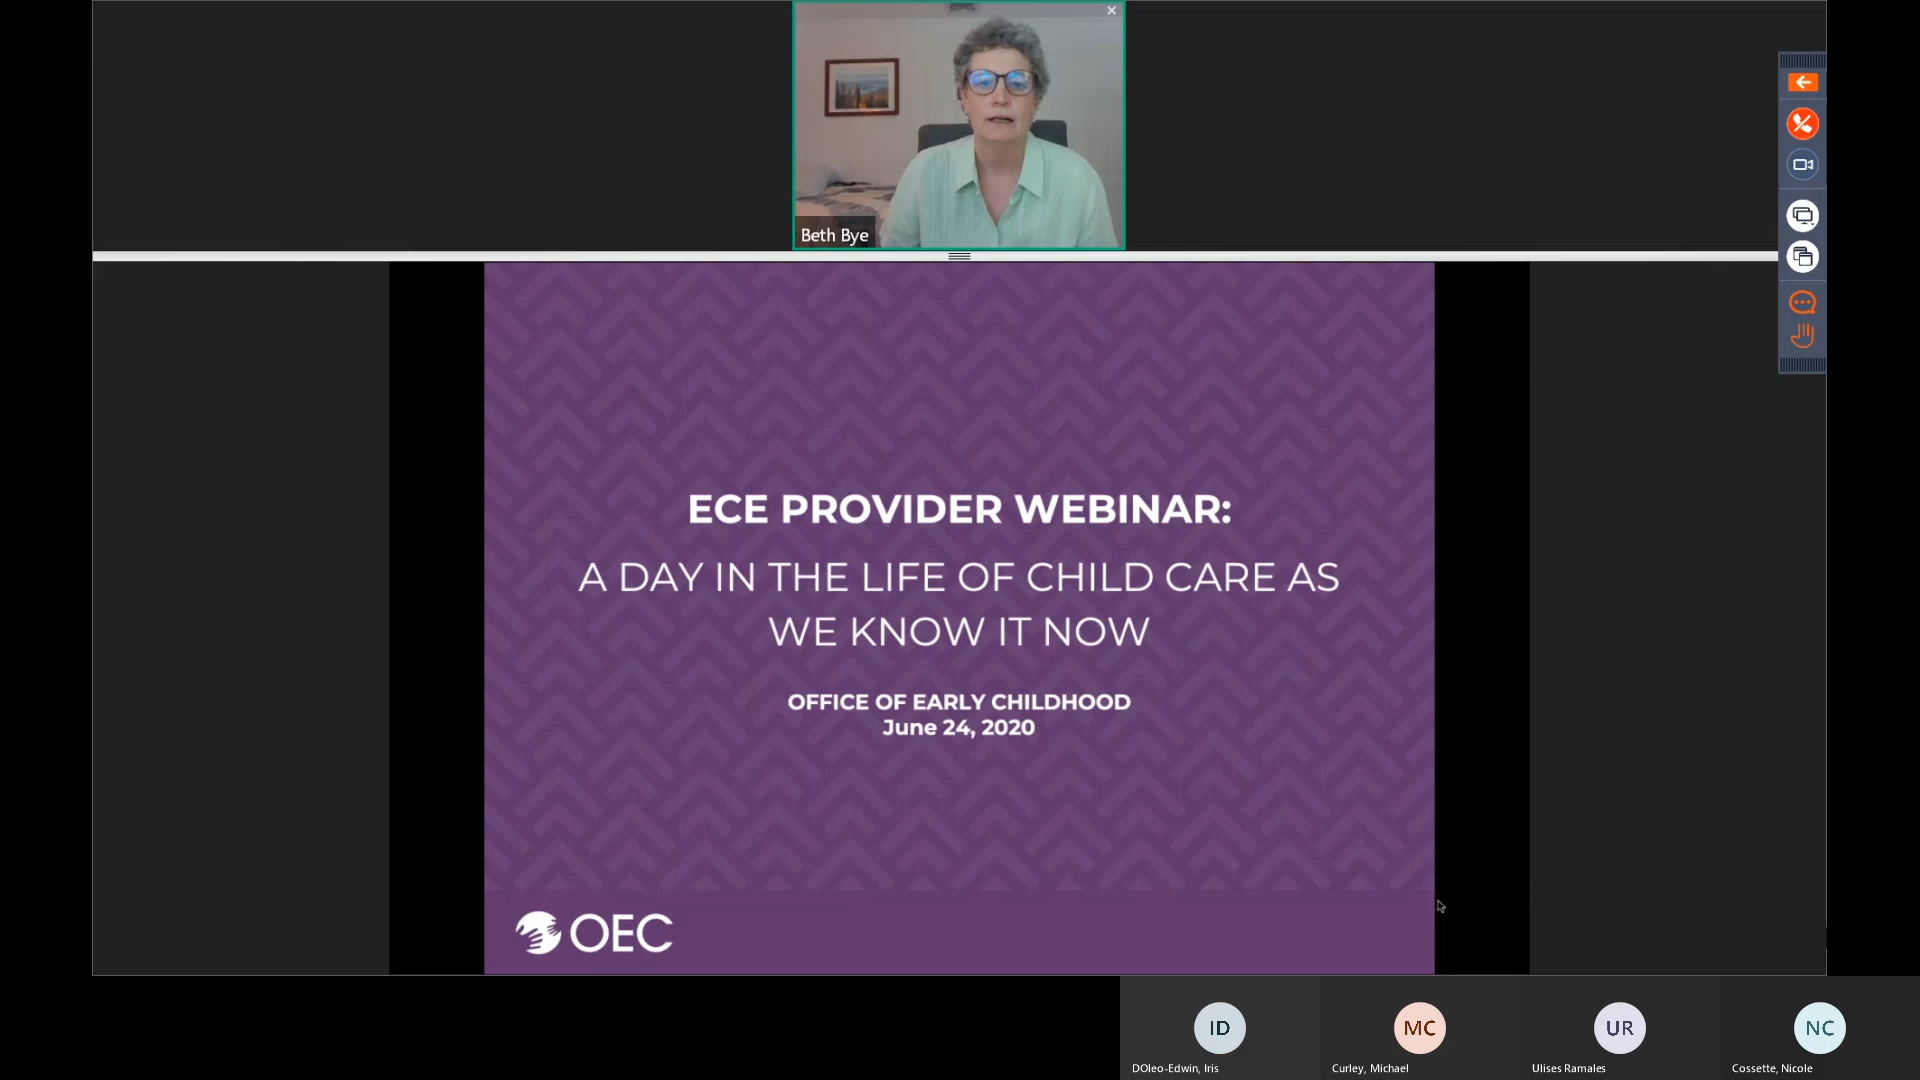 Beth Bye
ECE PROVIDER WEBINAR:
A DAY IN THE LIFE OF CHILD CARE AS
WE KNOW IT NOW
OFFICE OF EARLY CHILDHOOD
June 24, 2020
OEC
ID
MC
UR
NC
DOleo-Edwin, Iris
Curley, Michael
Ulises Ramales
Cossette, Nicole